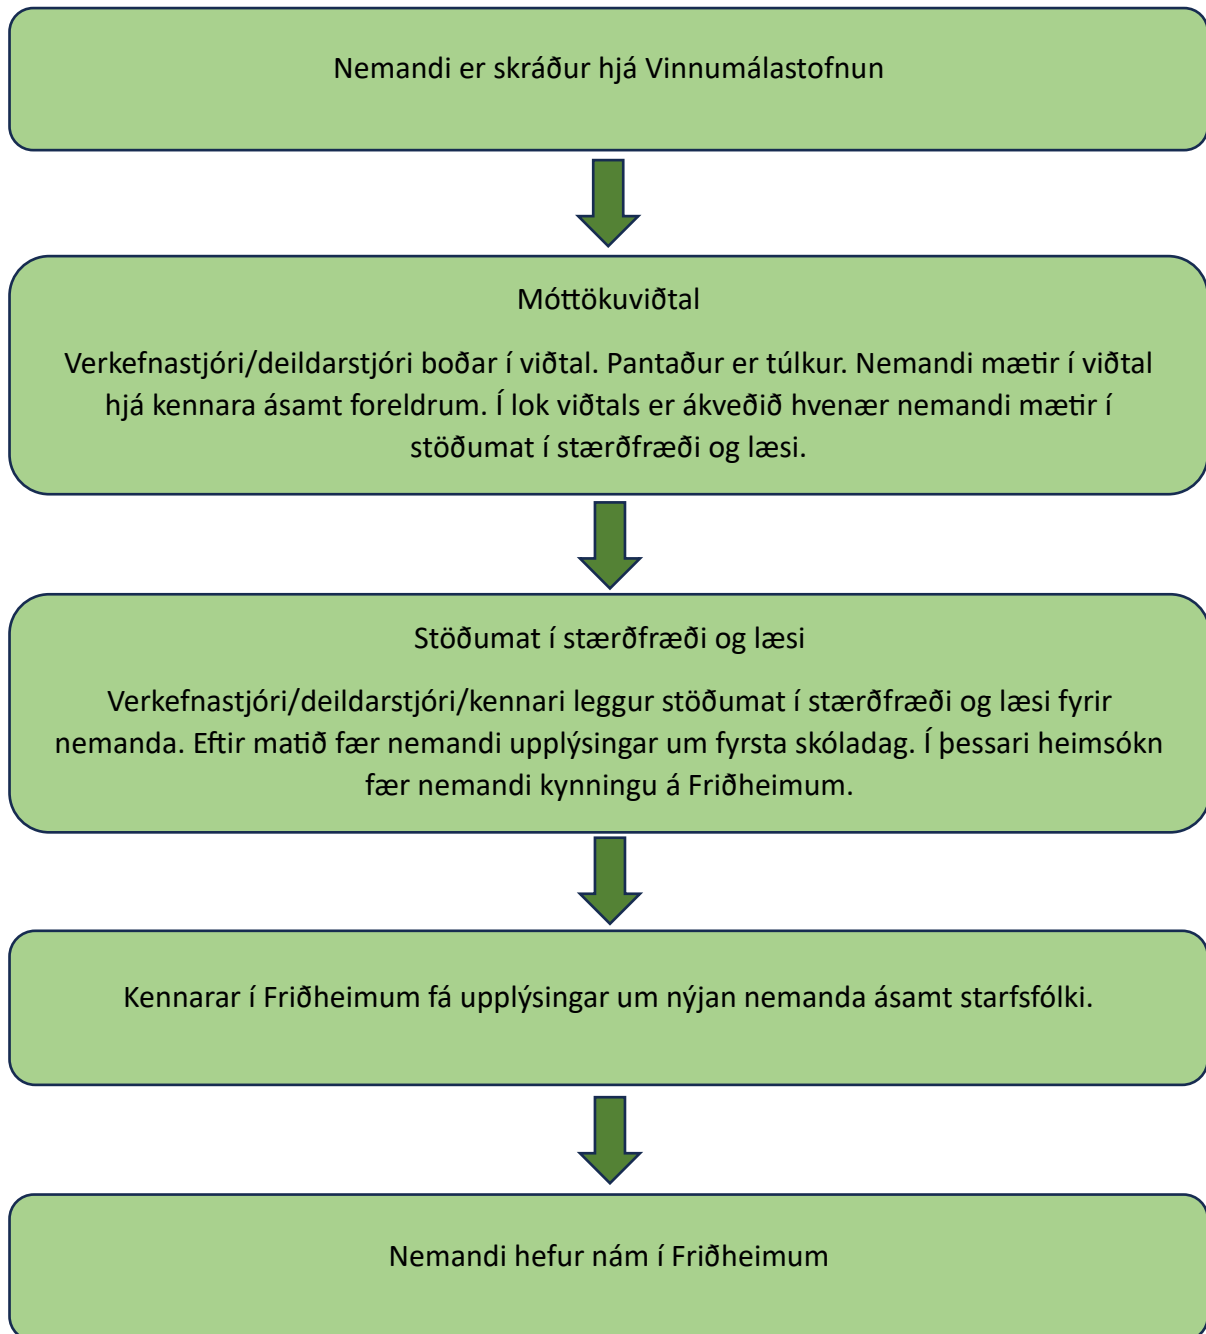 Nemandi er skráður hjá Vinnumálastofnun
Móttökuviðtal
Verkefnastjóri/deildarstjóri boðar í viðtal. Pantaður er túlkur. Nemandi mætir í viðtal
hjá kennara ásamt foreldrum. Í lok viðtals er ákveðið hvenær nemandi mætir í
stöðumat í stærðfræði og læsi.
Stöðumat í stærðfræði og læsi
Verkefnastjóri/deildarstjóri/kennari leggur stöðumat í stærðfræði og læsi fyrir
nemanda. Eftir matið fær nemandi upplýsingar um fyrsta skóladag. Í þessari heimsókn
fær nemandi kynningu á Friðheimum.
Kennarar í Friðheimum fá upplýsingar um nýjan nemanda ásamt starfsfólki.
Nemandi hefur nám í Friðheimum